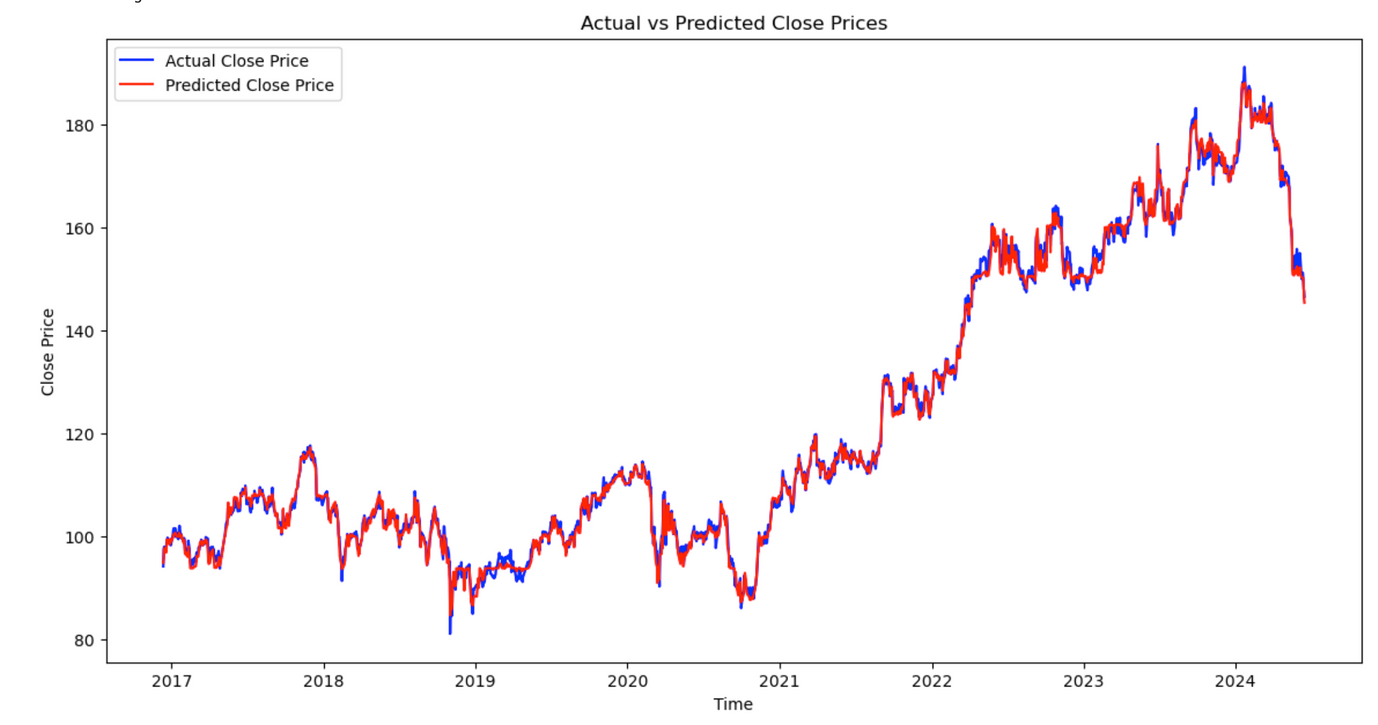 Actual vs Predicted Close Prices
Actual Close Price
Predicted Close Price
180
160
140
120
100
80
Close Price
2017 2018 2019 2020 2021 2022 2023 2024
Time